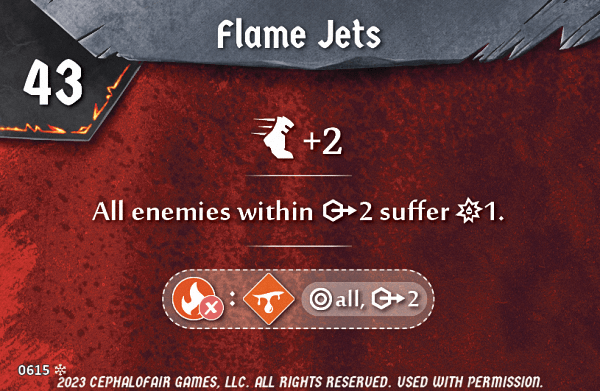 Flame Jets
43
+2
All enemies within 2 suffer 1.
: all, 2
0615
2023 CEPHALOFAIR GAMES, LLC. ALL RIGHTS RESERVED. USED WITH PERMISSION.